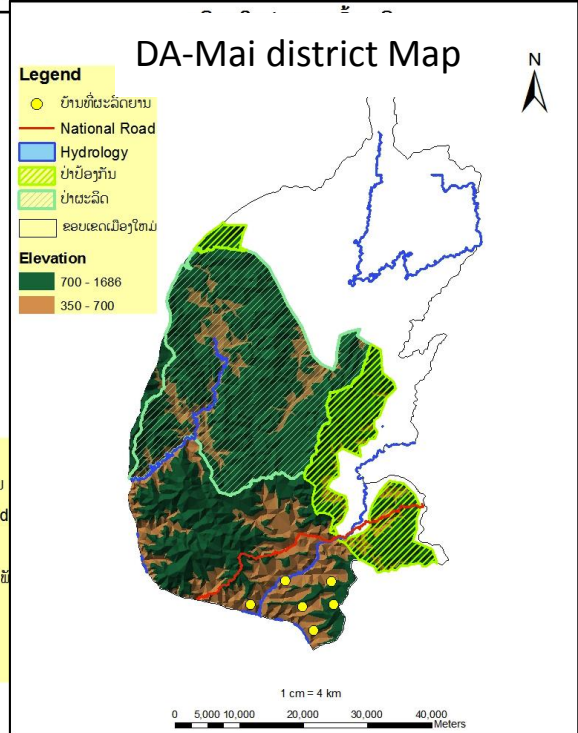 DA-Mai district Map
N
Legend
ບ້ານທີ່ຜະລິດຍານ
National Road
Hydrology
ປ່າປ້ອງກັນ
ປ່າຜະລິດ
ຂອບເຂດເມືອງໃຫມ່
Elevation
700 - 1686
350 - 700
1 cm = 4 km
0 5,000 10,000 20,000 30,000 40,000
Meters